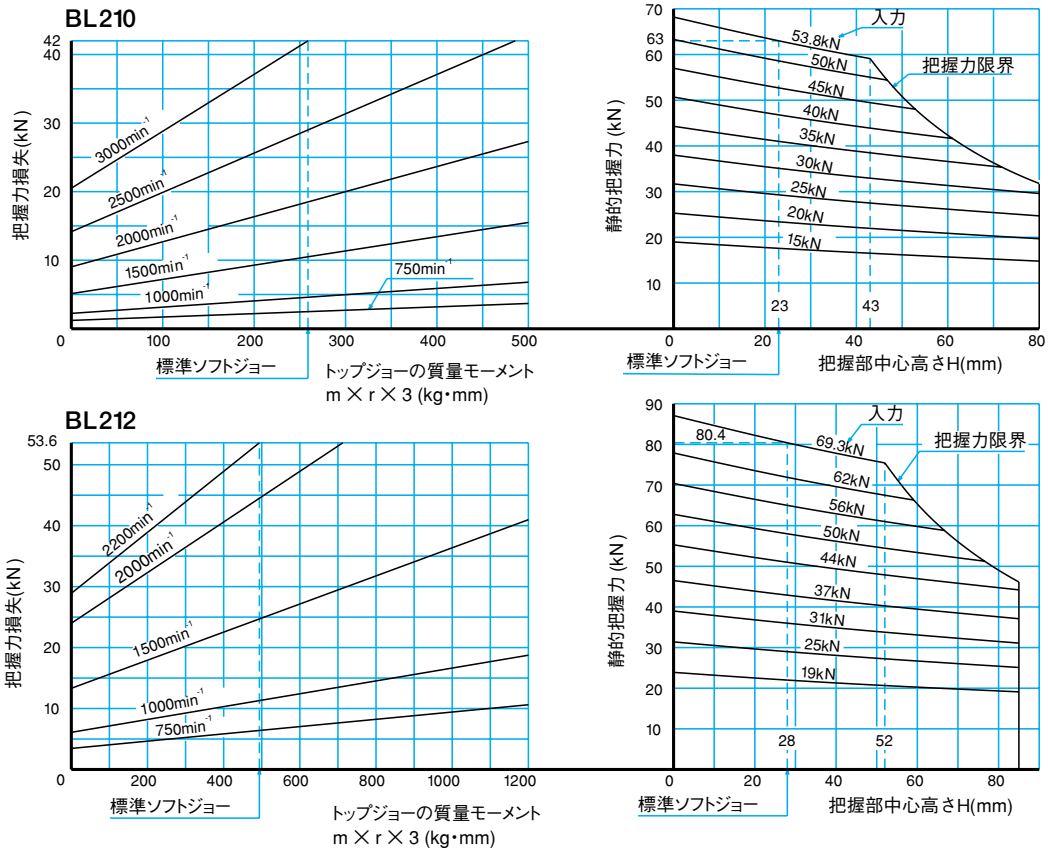 BL210
把握力損失(kN)
42
40
30
20
10
0
3000min⁻¹
2500min⁻¹
2000min⁻¹
1500min⁻¹
1000min⁻¹
750min⁻¹
100
200
300
400
500
標準ソフトジョー
トップジョーの質量モーメント
m × r × 3 (kg・mm)
静的把握力 (kN)
70
63
60
50
40
30
20
10
入力
53.8kN
50kN
45kN
40kN
35kN
30kN
25kN
20kN
15kN
把握力限界
23
43
0
20
40
60
80
標準ソフトジョー
把握部中心高さH(mm)
BL212
把握力損失(kN)
53.6
50
40
30
20
10
0
2200min⁻¹
2000min⁻¹
1500min⁻¹
1000min⁻¹
750min⁻¹
200
400
600
800
1000
1200
標準ソフトジョー
トップジョーの質量モーメント
m × r × 3 (kg・mm)
静的把握力 (kN)
90
80
70
60
50
40
30
20
10
80.4
入力
69.3kN
62kN
56kN
50kN
44kN
37kN
31kN
25kN
19kN
把握力限界
28
52
0
20
40
60
80
標準ソフトジョー
把握部中心高さH(mm)